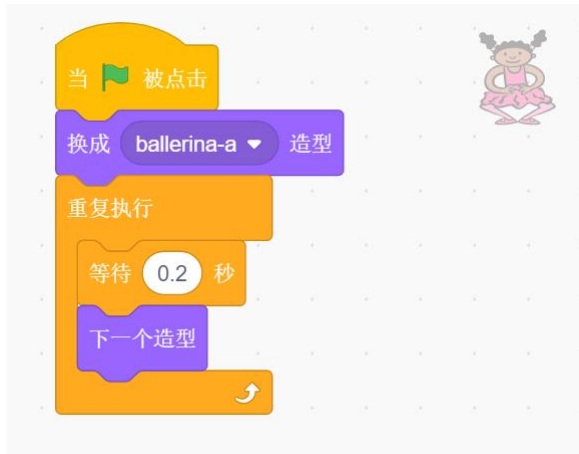 当 被点击
换成 ballerina-a 造型
重复执行
等待 0.2 秒
下一个造型